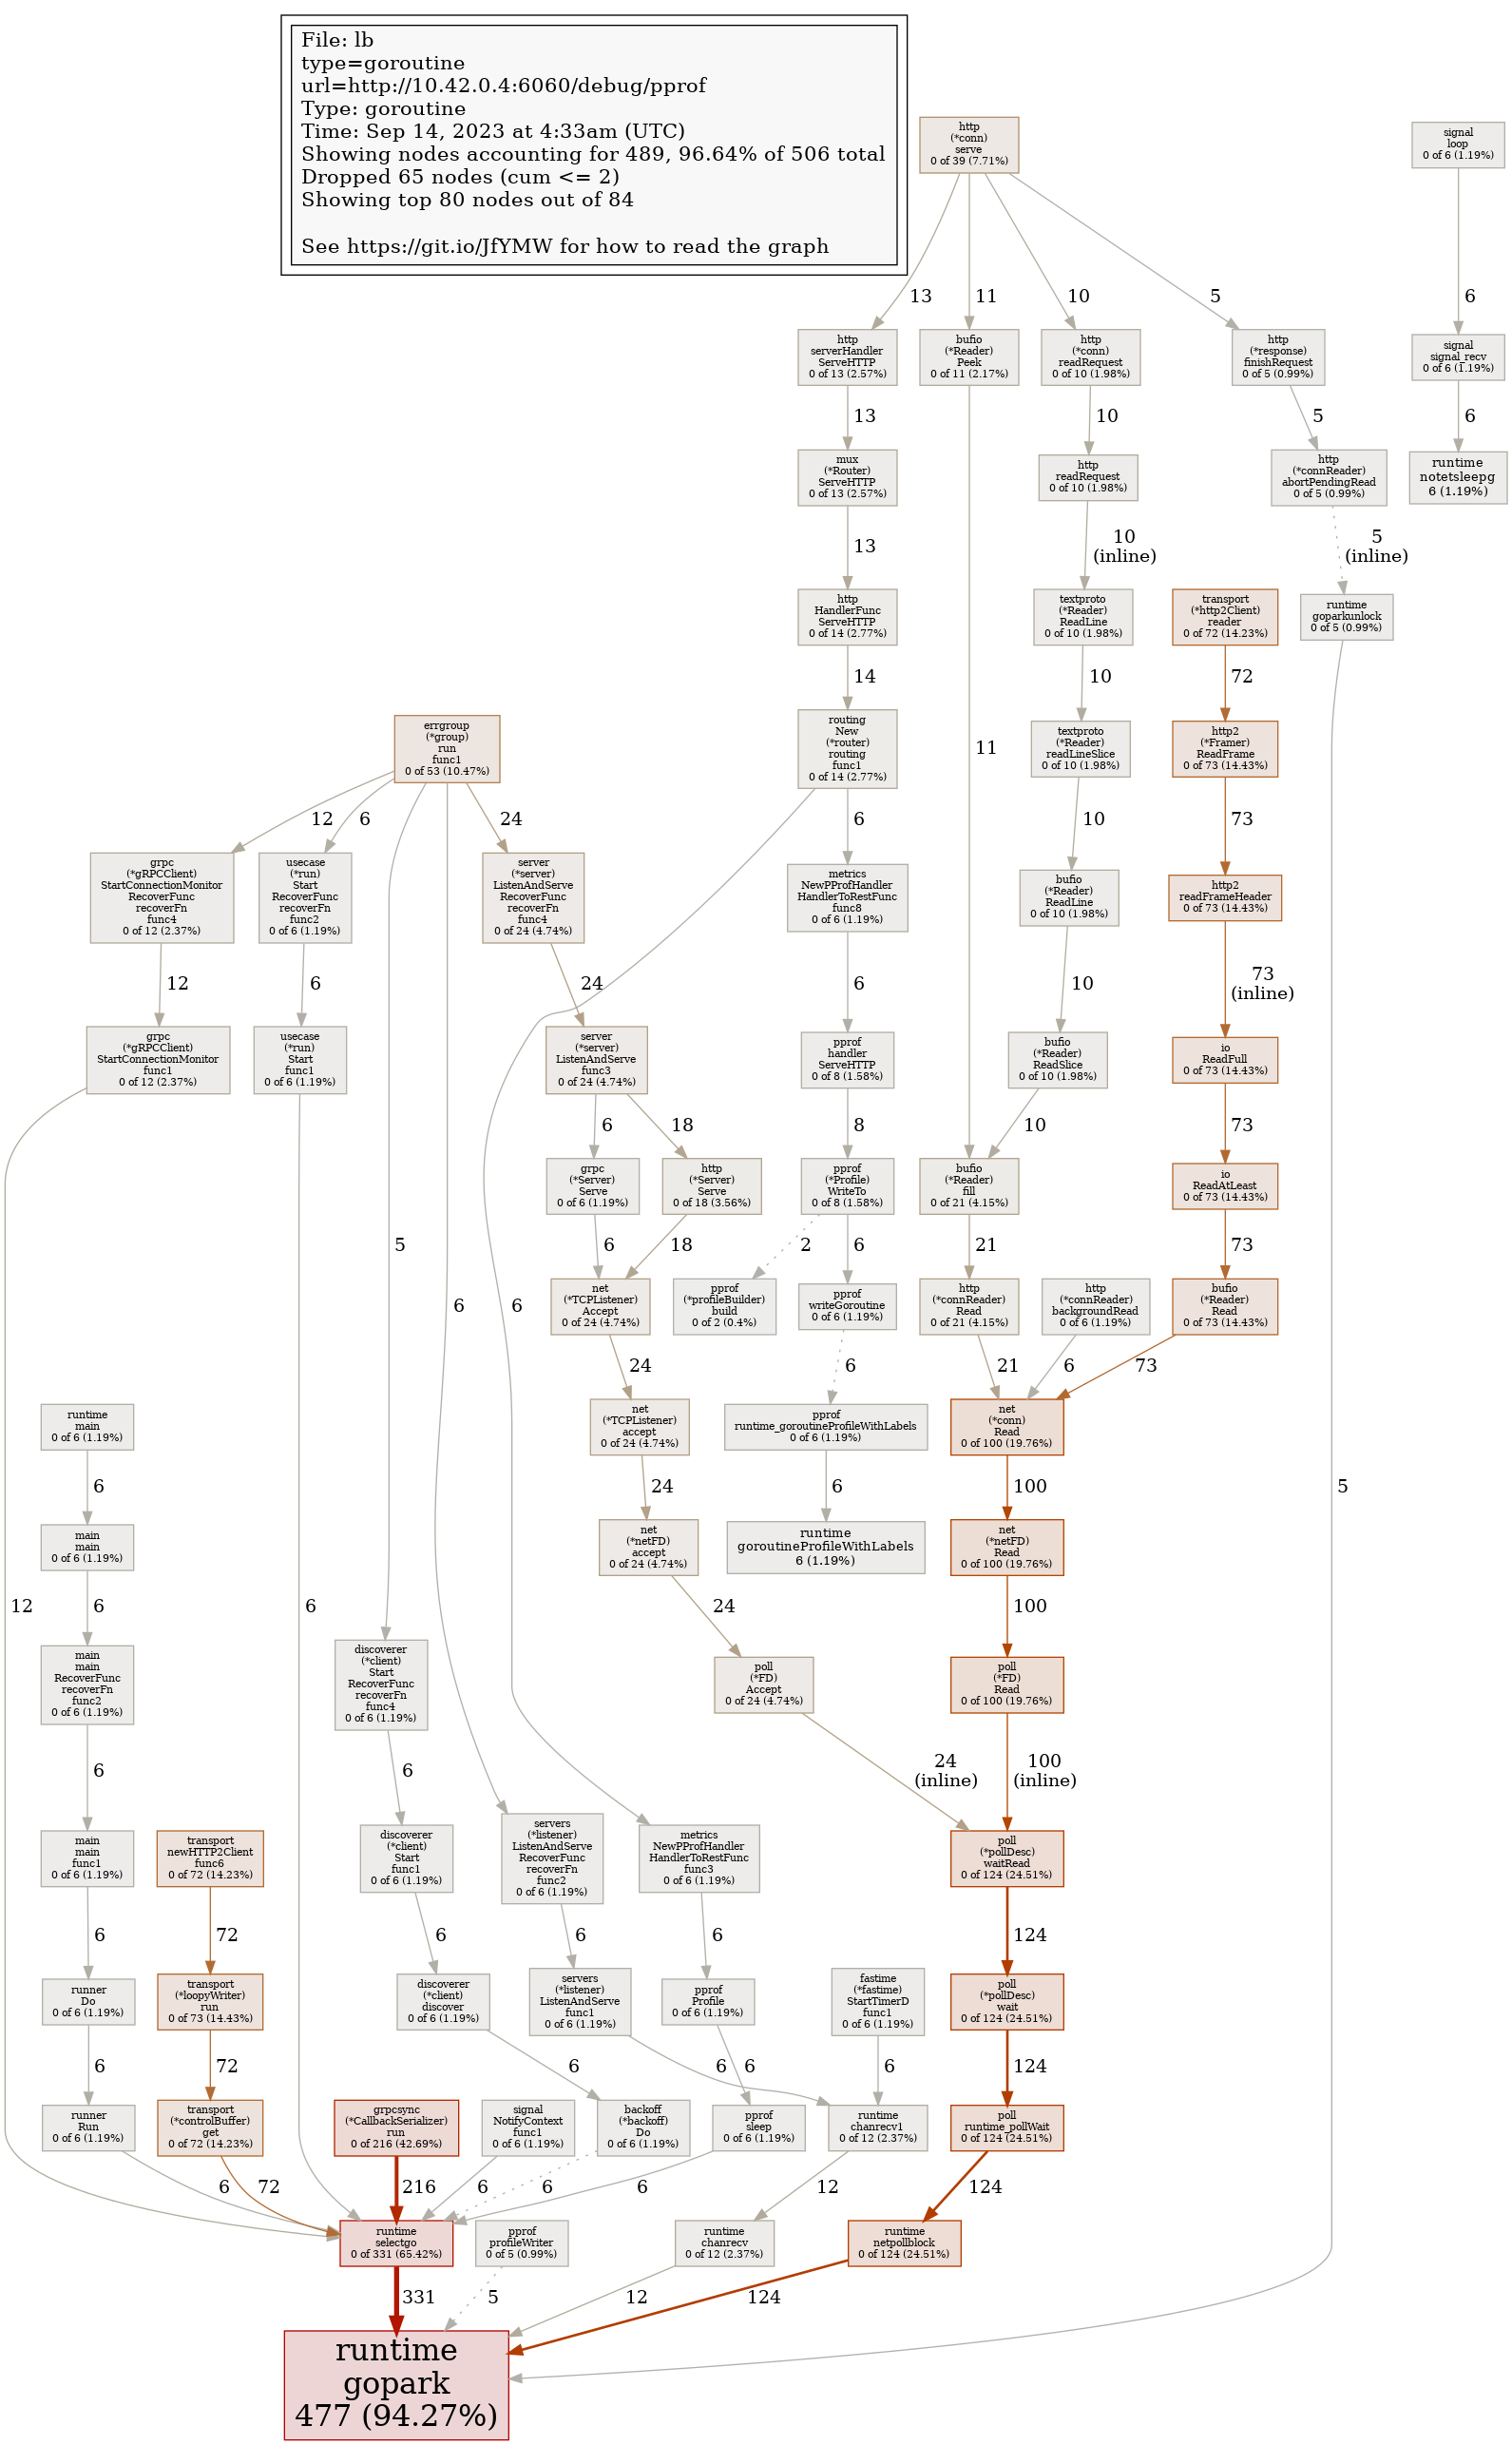 File: lb
type=goroutine
url=http://10.42.0.4:6060/debug/pprof
Type: goroutine
Time: Sep 14, 2023 at 4:33am (UTC)
Showing nodes accounting for 489, 96.64% of 506 total
Dropped 65 nodes (cum <= 2)
Showing top 80 nodes out of 84
See https://git.io/JfYMW for how to read the graph
http
(*conn)
serve
0 of 39 (7.71%)
signal
loop
0 of 6 (1.19%)
13
11
10
5
6
http
serverHandler
ServeHTTP
0 of 13 (2.57%)
bufio
(*Reader)
Peek
0 of 11 (2.17%)
http
(*conn)
readRequest
0 of 10 (1.98%)
http
(*response)
finishRequest
0 of 5 (0.99%)
signal
signal_recv
0 of 6 (1.19%)
13
10
5
6
mux
(*Router)
ServeHTTP
0 of 13 (2.57%)
http
readRequest
0 of 10 (1.98%)
http
(*connReader)
abortPendingRead
0 of 5 (0.99%)
runtime
notetsleepg
6 (1.19%)
13
10
(inline)
5
(inline)
http
HandlerFunc
ServeHTTP
0 of 14 (2.77%)
textproto
(*Reader)
ReadLine
0 of 10 (1.98%)
transport
(*http2Client)
reader
0 of 72 (14.23%)
runtime
goparkunlock
0 of 5 (0.99%)
14
10
72
errgroup
(*group)
run
func1
0 of 53 (10.47%)
routing
New
(*router)
routing
func1
0 of 14 (2.77%)
11
textproto
(*Reader)
readLineSlice
0 of 10 (1.98%)
http2
(*Framer)
ReadFrame
0 of 73 (14.43%)
12
6
24
6
10
73
grpc
(*gRPCClient)
StartConnectionMonitor
RecoverFunc
recoverFn
func4
0 of 12 (2.37%)
usecase
(*run)
Start
RecoverFunc
recoverFn
func2
0 of 6 (1.19%)
server
(*server)
ListenAndServe
RecoverFunc
recoverFn
func4
0 of 24 (4.74%)
metrics
NewPProfHandler
HandlerToRestFunc
func8
0 of 6 (1.19%)
bufio
(*Reader)
ReadLine
0 of 10 (1.98%)
http2
readFrameHeader
0 of 73 (14.43%)
12
6
24
6
10
73
(inline)
grpc
(*gRPCClient)
StartConnectionMonitor
func1
0 of 12 (2.37%)
usecase
(*run)
Start
func1
0 of 6 (1.19%)
server
(*server)
ListenAndServe
func3
0 of 24 (4.74%)
pprof
handler
ServeHTTP
0 of 8 (1.58%)
bufio
(*Reader)
ReadSlice
0 of 10 (1.98%)
io
ReadFull
0 of 73 (14.43%)
6
18
8
10
73
grpc
(*Server)
Serve
0 of 6 (1.19%)
http
(*Server)
Serve
0 of 18 (3.56%)
pprof
(*Profile)
WriteTo
0 of 8 (1.58%)
bufio
(*Reader)
fill
0 of 21 (4.15%)
io
ReadAtLeast
0 of 73 (14.43%)
5
6
18
2
6
21
73
6
6
net
(*TCPListener)
Accept
0 of 24 (4.74%)
pprof
(*profileBuilder)
build
0 of 2 (0.4%)
pprof
writeGoroutine
0 of 6 (1.19%)
http
(*connReader)
Read
0 of 21 (4.15%)
http
(*connReader)
backgroundRead
0 of 6 (1.19%)
bufio
(*Reader)
Read
0 of 73 (14.43%)
24
6
21
6
73
runtime
main
0 of 6 (1.19%)
net
(*TCPListener)
accept
0 of 24 (4.74%)
pprof
runtime_goroutineProfileWithLabels
0 of 6 (1.19%)
net
(*conn)
Read
0 of 100 (19.76%)
6
24
6
100
5
main
main
0 of 6 (1.19%)
net
(*netFD)
accept
0 of 24 (4.74%)
runtime
goroutineProfileWithLabels
6 (1.19%)
net
(*netFD)
Read
0 of 100 (19.76%)
12
6
6
24
100
main
main
RecoverFunc
recoverFn
func2
0 of 6 (1.19%)
discoverer
(*client)
Start
RecoverFunc
recoverFn
func4
0 of 6 (1.19%)
poll
(*FD)
Accept
0 of 24 (4.74%)
poll
(*FD)
Read
0 of 100 (19.76%)
6
6
24
(inline)
100
(inline)
main
main
func1
0 of 6 (1.19%)
transport
newHTTP2Client
func6
0 of 72 (14.23%)
discoverer
(*client)
Start
func1
0 of 6 (1.19%)
servers
(*listener)
ListenAndServe
RecoverFunc
recoverFn
func2
0 of 6 (1.19%)
metrics
NewPProfHandler
HandlerToRestFunc
func3
0 of 6 (1.19%)
poll
(*pollDesc)
waitRead
0 of 124 (24.51%)
6
72
6
6
6
124
runner
Do
0 of 6 (1.19%)
transport
(*loopyWriter)
run
0 of 73 (14.43%)
discoverer
(*client)
discover
0 of 6 (1.19%)
servers
(*listener)
ListenAndServe
func1
0 of 6 (1.19%)
pprof
Profile
0 of 6 (1.19%)
fastime
(*fastime)
StartTimerD
func1
0 of 6 (1.19%)
poll
(*pollDesc)
wait
0 of 124 (24.51%)
6
72
6
6
6
6
124
runner
Run
0 of 6 (1.19%)
transport
(*controlBuffer)
get
0 of 72 (14.23%)
grpcsync
(*CallbackSerializer)
run
0 of 216 (42.69%)
signal
NotifyContext
func1
0 of 6 (1.19%)
backoff
(*backoff)
Do
0 of 6 (1.19%)
pprof
sleep
0 of 6 (1.19%)
runtime
chanrecv1
0 of 12 (2.37%)
poll
runtime_pollWait
0 of 124 (24.51%)
6
72
216
6
6
6
12
124
runtime
selectgo
0 of 331 (65.42%)
pprof
profileWriter
0 of 5 (0.99%)
runtime
chanrecv
0 of 12 (2.37%)
runtime
netpollblock
0 of 124 (24.51%)
331
5
12
124
runtime
gopark
477 (94.27%)